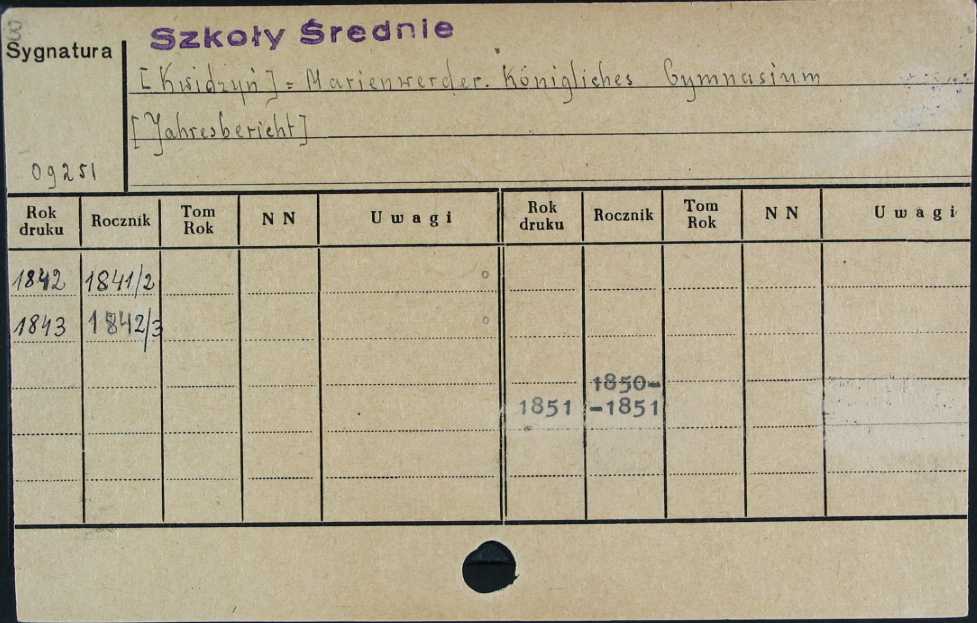 Szkoły Średnie
Sygnatura
[Kwidzyń] = Marienwerder. Königliches Gymnasium
[Jahresbericht]
09251
Rok druku Rocznik Tom Rok NN Uwagi Rok druku Rocznik Tom Rok NN Uwagi
1842 1841/2
1843 1842/3
1850-
1851 -1851